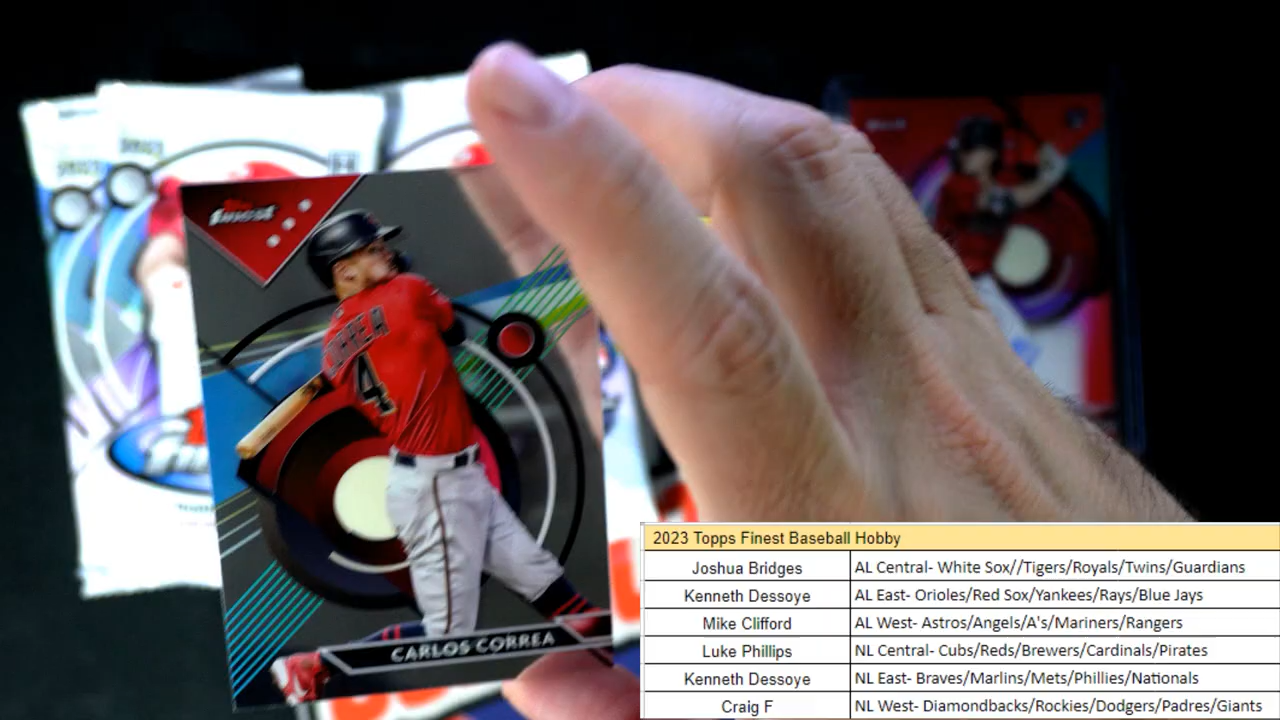 FINEST
CORREA
4
CARLOS CORREA
2023 Topps Finest Baseball Hobby
Joshua Bridges AL Central- White Sox//Tigers/Royals/Twins/Guardians
Kenneth Dessoye AL East- Orioles/Red Sox/Yankees/Rays/Blue Jays
Mike Clifford AL West- Astros/Angels/A's/Mariners/Rangers
Luke Phillips NL Central- Cubs/Reds/Brewers/Cardinals/Pirates
Kenneth Dessoye NL East- Braves/Marlins/Mets/Phillies/Nationals
Craig F NL West- Diamondbacks/Rockies/Dodgers/Padres/Giants